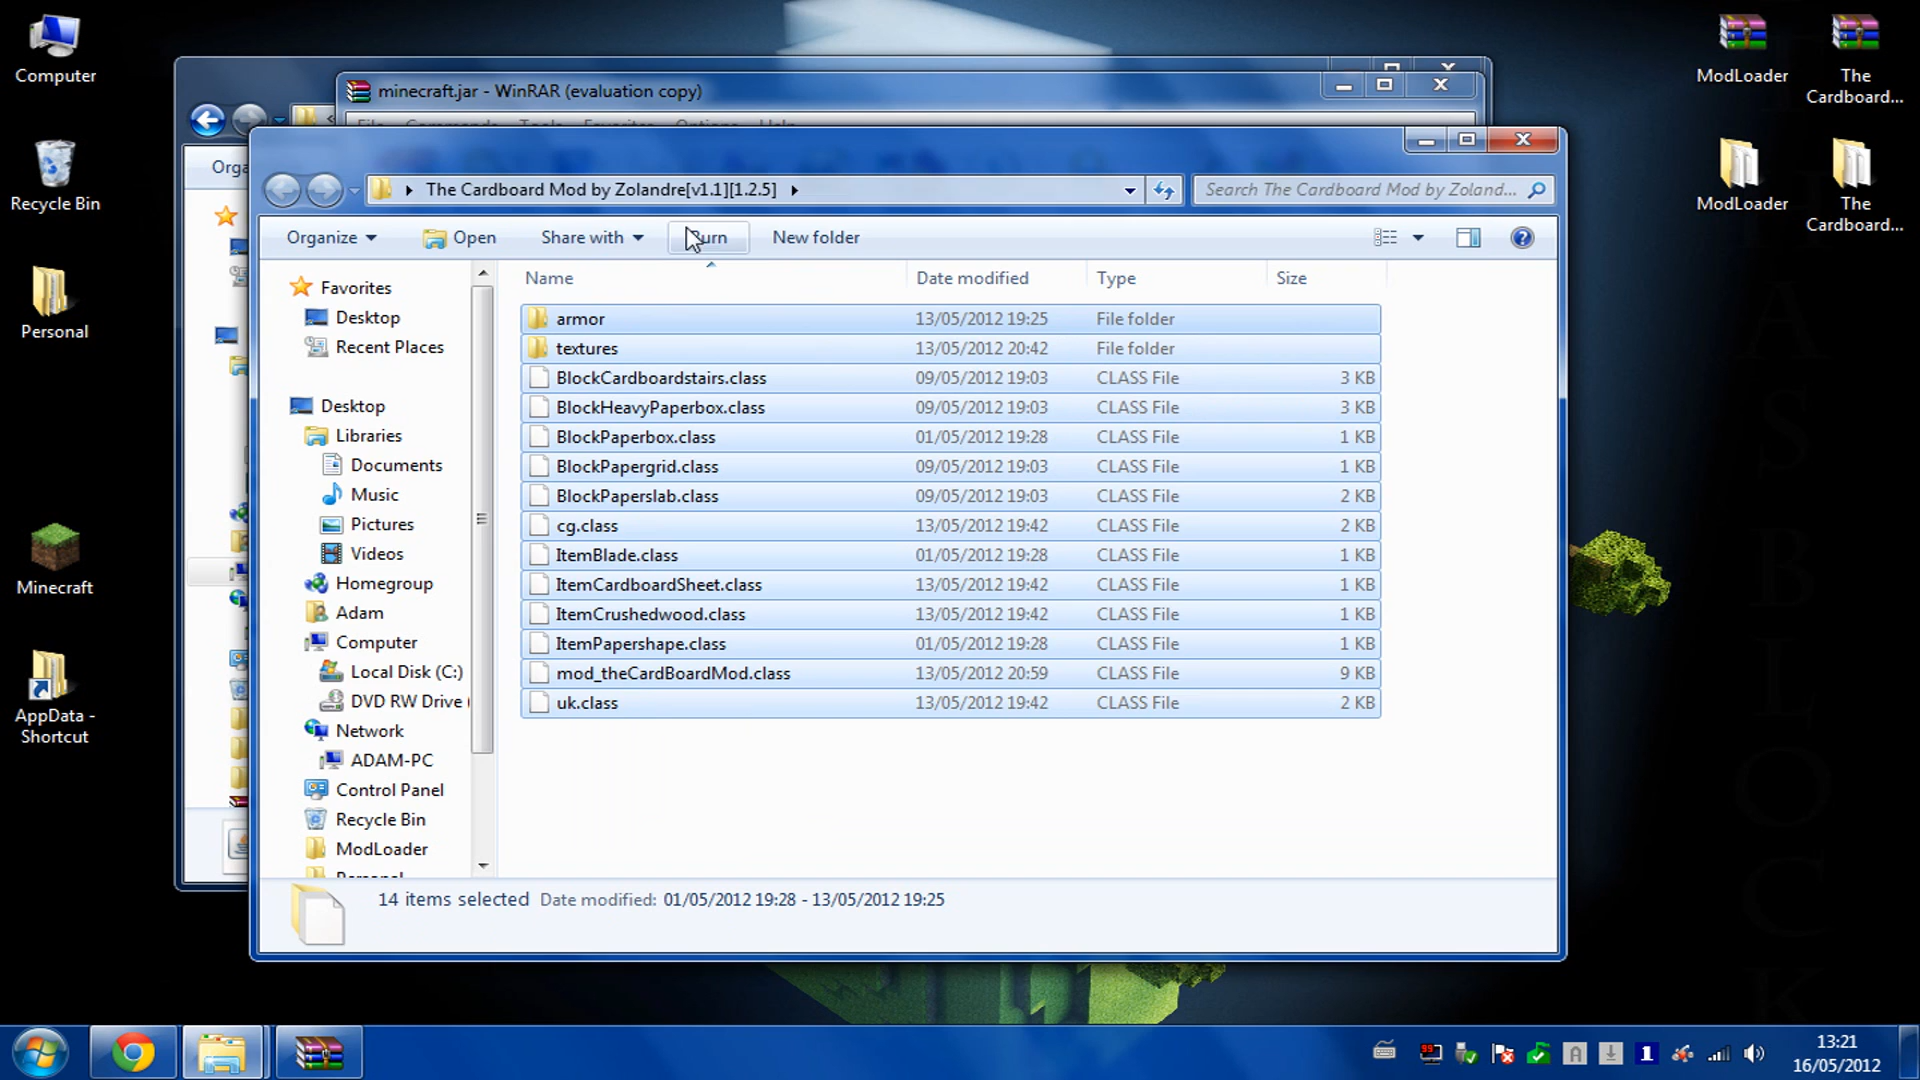 Computer
Recycle Bin
Personal
Minecraft
AppData -
Shortcut
ModLoader
The
Cardboard...
ModLoader
The
Cardboard...
minecraft.jar - WinRAR (evaluation copy)
File Commands Tools Favorites Options Help
Orga
The Cardboard Mod by Zolandre[v1.1][1.2.5]
Search The Cardboard Mod by Zoland...
Organize
Open
Share with
New folder
Name Date modified Type Size
armor 13/05/2012 19:25 File folder
textures 13/05/2012 20:42 File folder
BlockCardboardstairs.class 09/05/2012 19:03 CLASS File 3 KB
BlockHeavyPaperbox.class 09/05/2012 19:03 CLASS File 3 KB
BlockPaperbox.class 01/05/2012 19:28 CLASS File 1 KB
BlockPapergrid.class 09/05/2012 19:03 CLASS File 1 KB
BlockPaperslab.class 09/05/2012 19:03 CLASS File 2 KB
cg.class 13/05/2012 19:42 CLASS File 2 KB
ItemBlade.class 01/05/2012 19:28 CLASS File 1 KB
ItemCardboardSheet.class 13/05/2012 19:42 CLASS File 1 KB
ItemCrushedwood.class 13/05/2012 19:42 CLASS File 1 KB
ItemPapershape.class 01/05/2012 19:28 CLASS File 1 KB
mod_theCardBoardMod.class 13/05/2012 20:59 CLASS File 9 KB
uk.class 13/05/2012 19:42 CLASS File 2 KB
Favorites
Desktop
Recent Places
Desktop
Libraries
Documents
Music
Pictures
Videos
Homegroup
Adam
Computer
Local Disk (C:)
DVD RW Drive (
Network
ADAM-PC
Control Panel
Recycle Bin
ModLoader
Personal
14 items selected Date modified: 01/05/2012 19:28 - 13/05/2012 19:25
13:21
16/05/2012